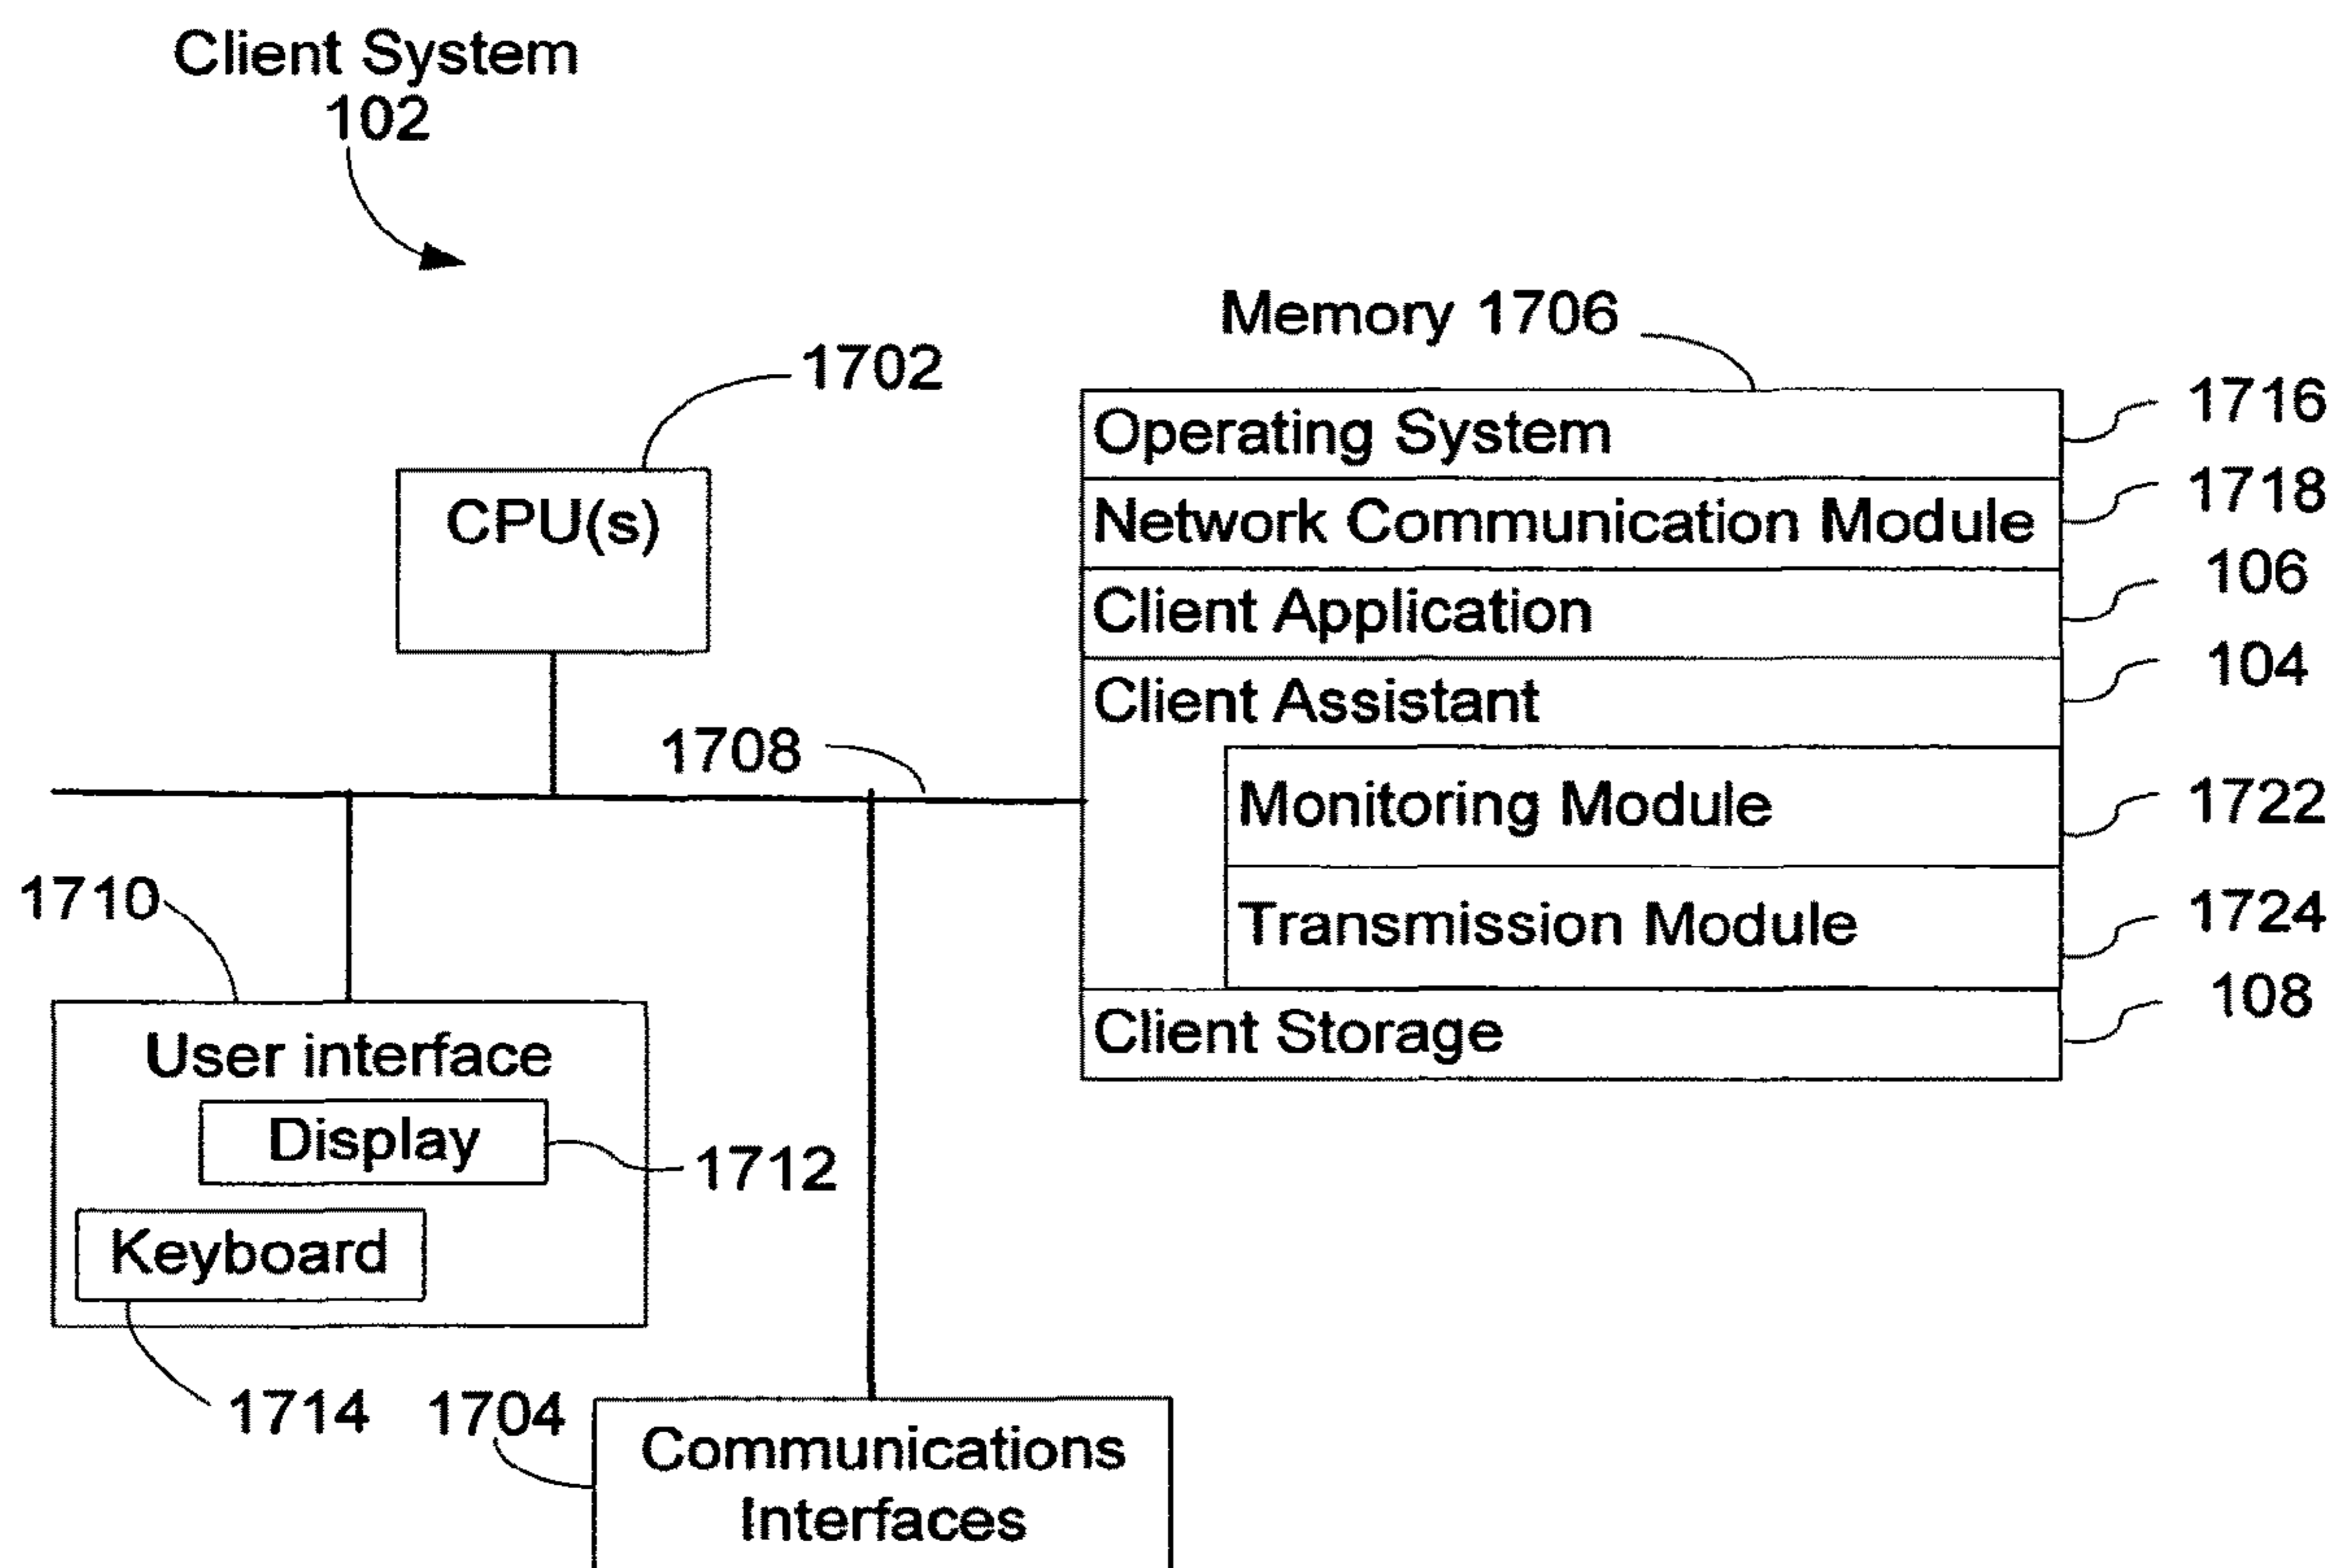 Client System
102
Memory 1706
1702
CPU(s)
Operating System
1716
Network Communication Module
1718
Client Application
106
Client Assistant
104
Monitoring Module
1722
Transmission Module
1724
Client Storage
108
1708
1710
User interface
Display
1712
Keyboard
1714
1704
Communications
Interfaces